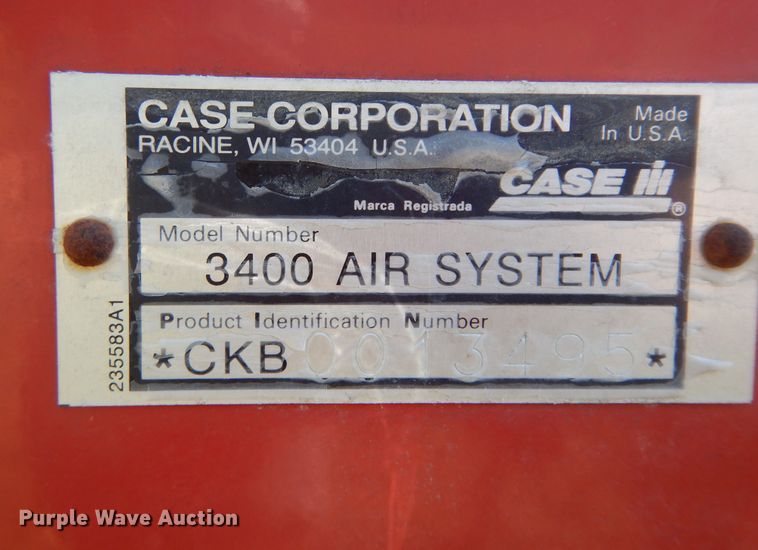 CASE CORPORATION
RACINE, WI 53404 U.S.A.
Made
In U.S.A.
CASE IH
®
Marca Registrada
Model Number
3400 AIR SYSTEM
Product Identification Number
*CKB0013495*
235583A1
Purple Wave Auction